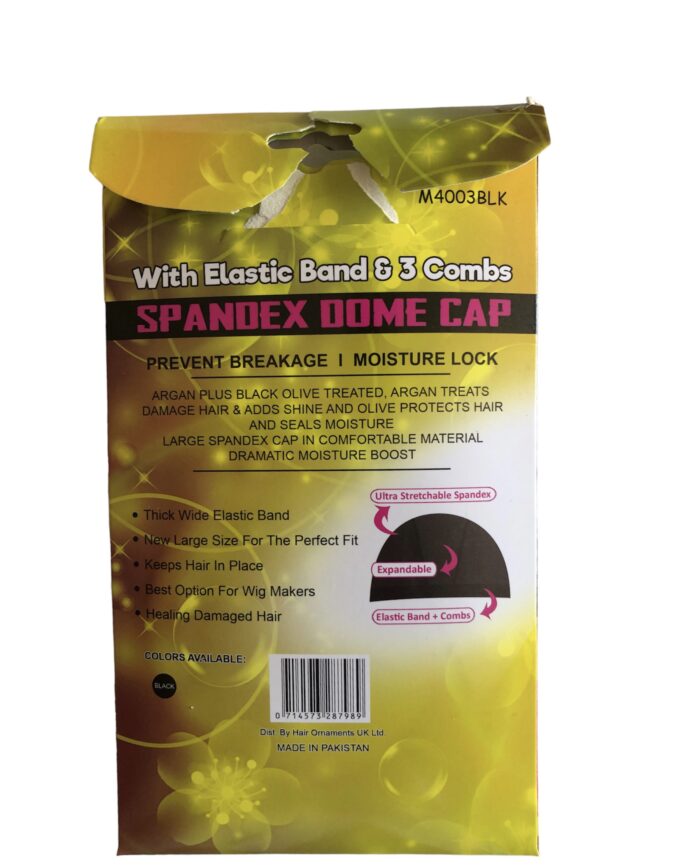 M4003BLK
With Elastic Band & 3 Combs
SPANDEX DOME CAP
PREVENT BREAKAGE I MOISTURE LOCK
ARGAN PLUS BLACK OLIVE TREATED, ARGAN TREATS
DAMAGE HAIR & ADDS SHINE AND OLIVE PROTECTS HAIR
AND SEALS MOISTURE
LARGE SPANDEX CAP IN COMFORTABLE MATERIAL
DRAMATIC MOISTURE BOOST
• Thick Wide Elastic Band
• New Large Size For The Perfect Fit
• Keeps Hair In Place
• Best Option For Wig Makers
• Healing Damaged Hair
Ultra Stretchable Spandex
Expandable
Elastic Band + Combs
COLORS AVAILABLE:
BLACK
0 714573 287989
Dist. By Hair Ornaments UK Ltd.
MADE IN PAKISTAN